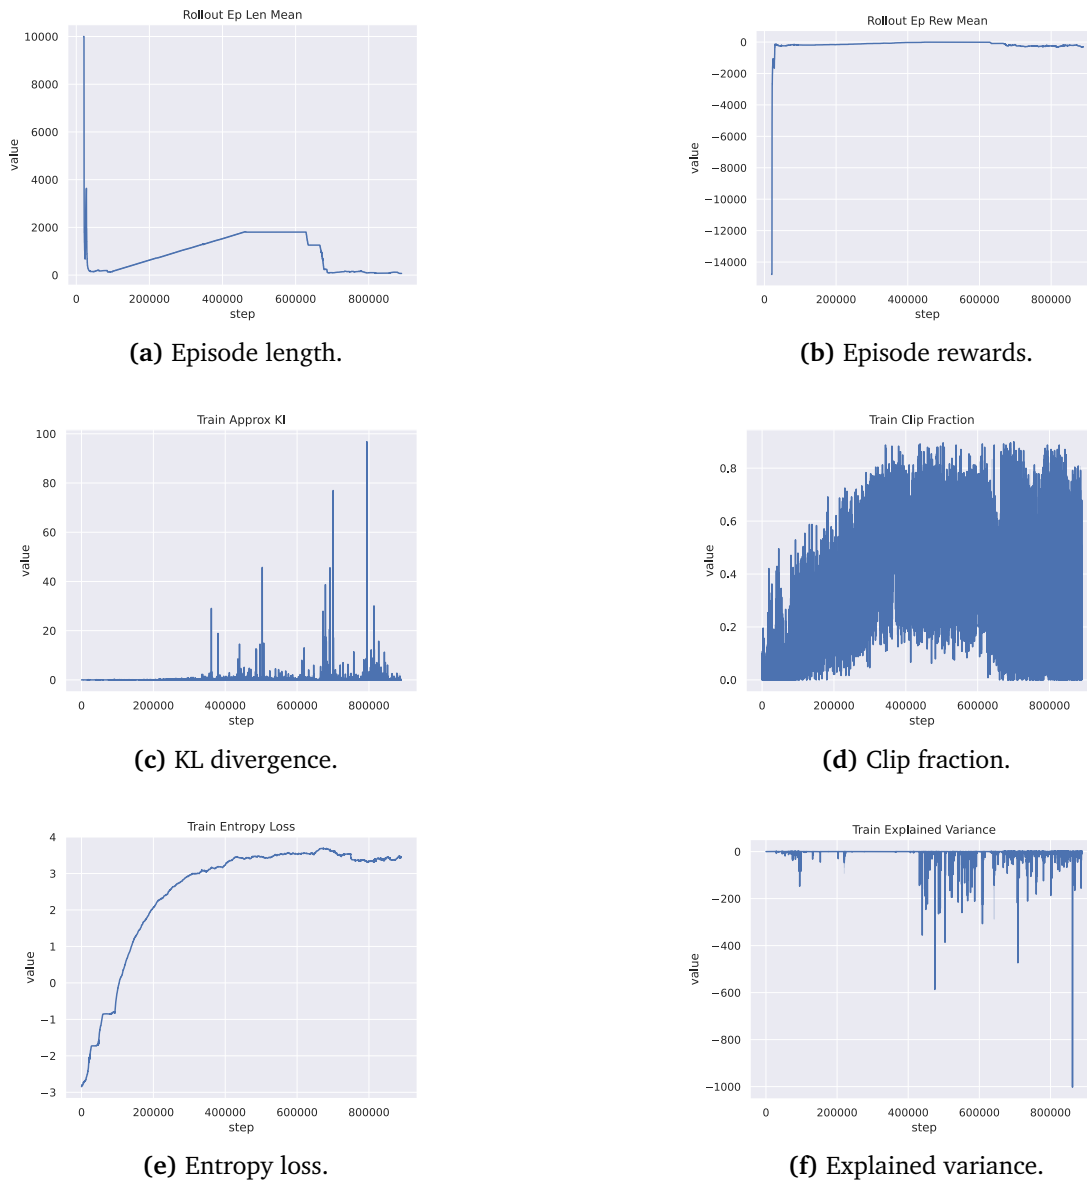 Rollout Ep Len Mean
10000
8000
6000
4000
2000
0
value
0 200000 400000 600000 800000
step
(a) Episode length.
Rollout Ep Rew Mean
0
−2000
−4000
−6000
−8000
−10000
−12000
−14000
value
0 200000 400000 600000 800000
step
(b) Episode rewards.
Train Approx Kl
100
80
60
40
20
0
value
0 200000 400000 600000 800000
step
(c) KL divergence.
Train Clip Fraction
0.8
0.6
0.4
0.2
0.0
value
0 200000 400000 600000 800000
step
(d) Clip fraction.
Train Entropy Loss
4
3
2
1
0
−1
−2
−3
value
0 200000 400000 600000 800000
step
(e) Entropy loss.
Train Explained Variance
0
−200
−400
−600
−800
−1000
value
0 200000 400000 600000 800000
step
(f) Explained variance.